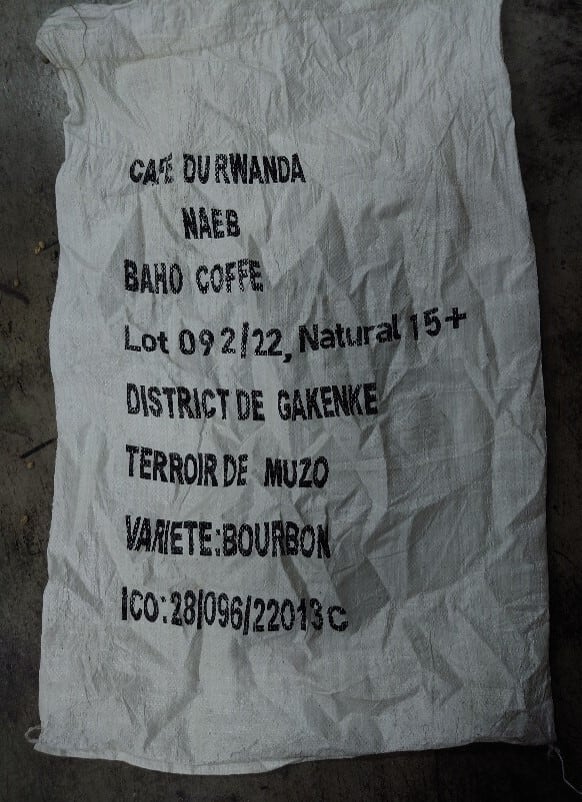 CAFE DU RWANDA
NAEB
BAHO COFFE
Lot 092/22, Natural 15+
DISTRICT DE GAKENKE
TERROIR DE MUZO
VARIETE:BOURBON
ICO:28/096/22013C